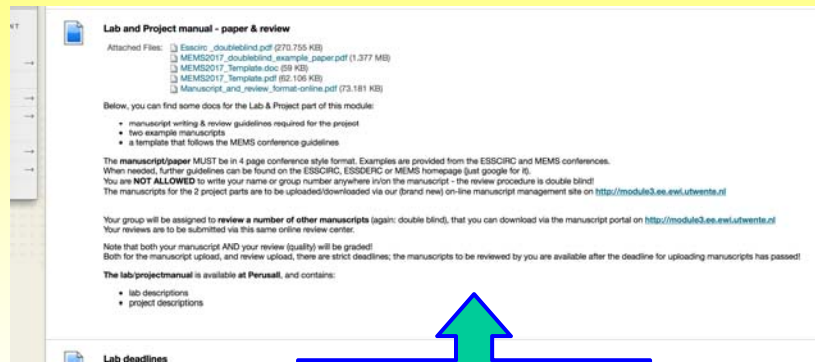 NT
Lab and Project manual - paper & review
Attached Files: Esscirc _doubleblind.pdf (270.755 KB)
MEMS2017_doubleblind_example_paper.pdf (1.377 MB)
MEMS2017_Template.doc (59 KB)
MEMS2017_Template.pdf (62.106 KB)
Manuscript_and_review_format-online.pdf (73.181 KB)
Below, you can find some docs for the Lab & Project part of this module:
• manuscript writing & review guidelines required for the project
• two example manuscripts
• a template that follows the MEMS conference guidelines
The manuscript/paper MUST be in 4 page conference style format. Examples are provided from the ESSCIRC and MEMS conferences.
When needed, further guidelines can be found on the ESSCIRC, ESSDERC or MEMS homepage (just google for it).
You are NOT ALLOWED to write your name or group number anywhere in/on the manuscript - the review procedure is double blind!
The manuscripts for the 2 project parts are to be uploaded/downloaded via our (brand new) on-line manuscript management site on http://module3.ee.ewi.utwente.nl
Your group will be assigned to review a number of other manuscripts (again: double blind), that you can download via the manuscript portal on http://module3.ee.ewi.utwente.nl
Your reviews are to be submitted via this same online review center.
Note that both your manuscript AND your review (quality) will be graded!
Both for the manuscript upload, and review upload, there are strict deadlines; the manuscripts to be reviewed by you are available after the deadline for uploading manuscripts has passed!
The lab/projectmanual is available at Perusall, and contains:
• lab descriptions
• project descriptions
Lab deadlines